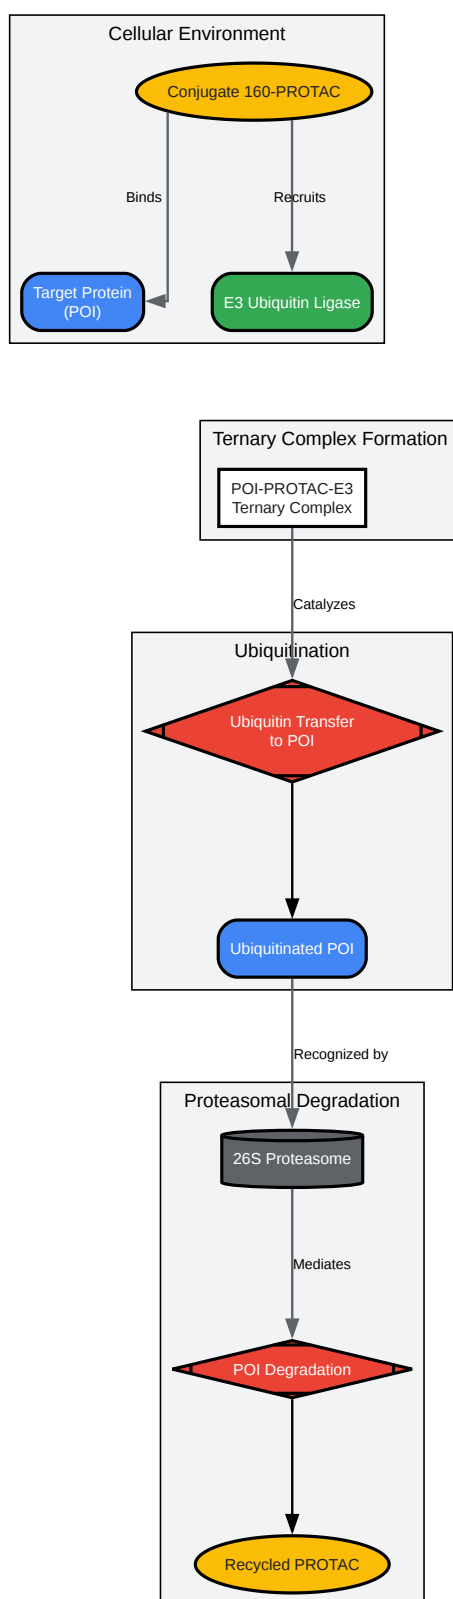 Cellular Environment
Conjugate 160-PROTAC
Binds
Recruits
Target Protein
(POI)
E3 Ubiquitin Ligase
Ternary Complex Formation
POI-PROTAC-E3
Ternary Complex
Catalyzes
Ubiquitination
Ubiquitin Transfer
to POI
Ubiquitinated POI
Recognized by
Proteasomal Degradation
26S Proteasome
Mediates
POI Degradation
Recycled PROTAC